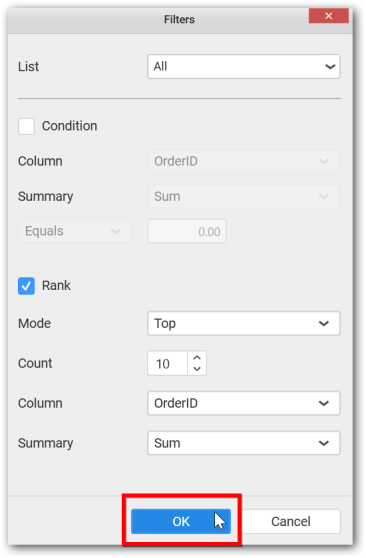 Filters
List All
Condition
Column OrderID
Summary Sum
Equals 0.00
Rank
Mode Top
Count 10
Column OrderID
Summary Sum
OK Cancel